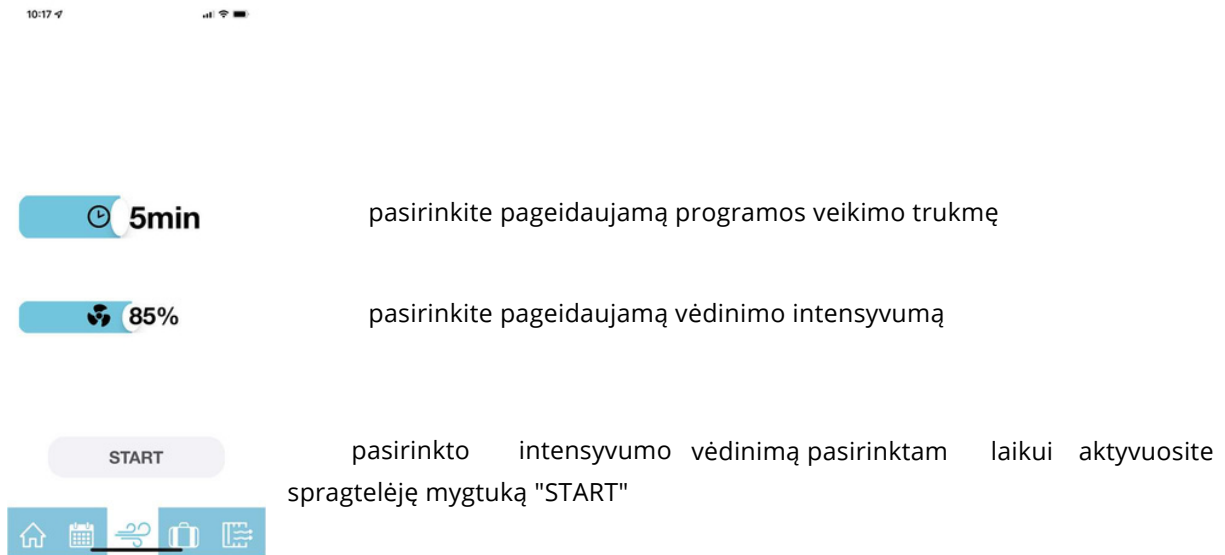 10:17
5min
pasirinkite pageidaujamą programos veikimo trukmę
85%
pasirinkite pageidaujamą vėdinimo intensyvumą
START
pasirinkto intensyvumo vėdinimą pasirinktam laikui aktyvuosite
spragtelėję mygtuką "START"